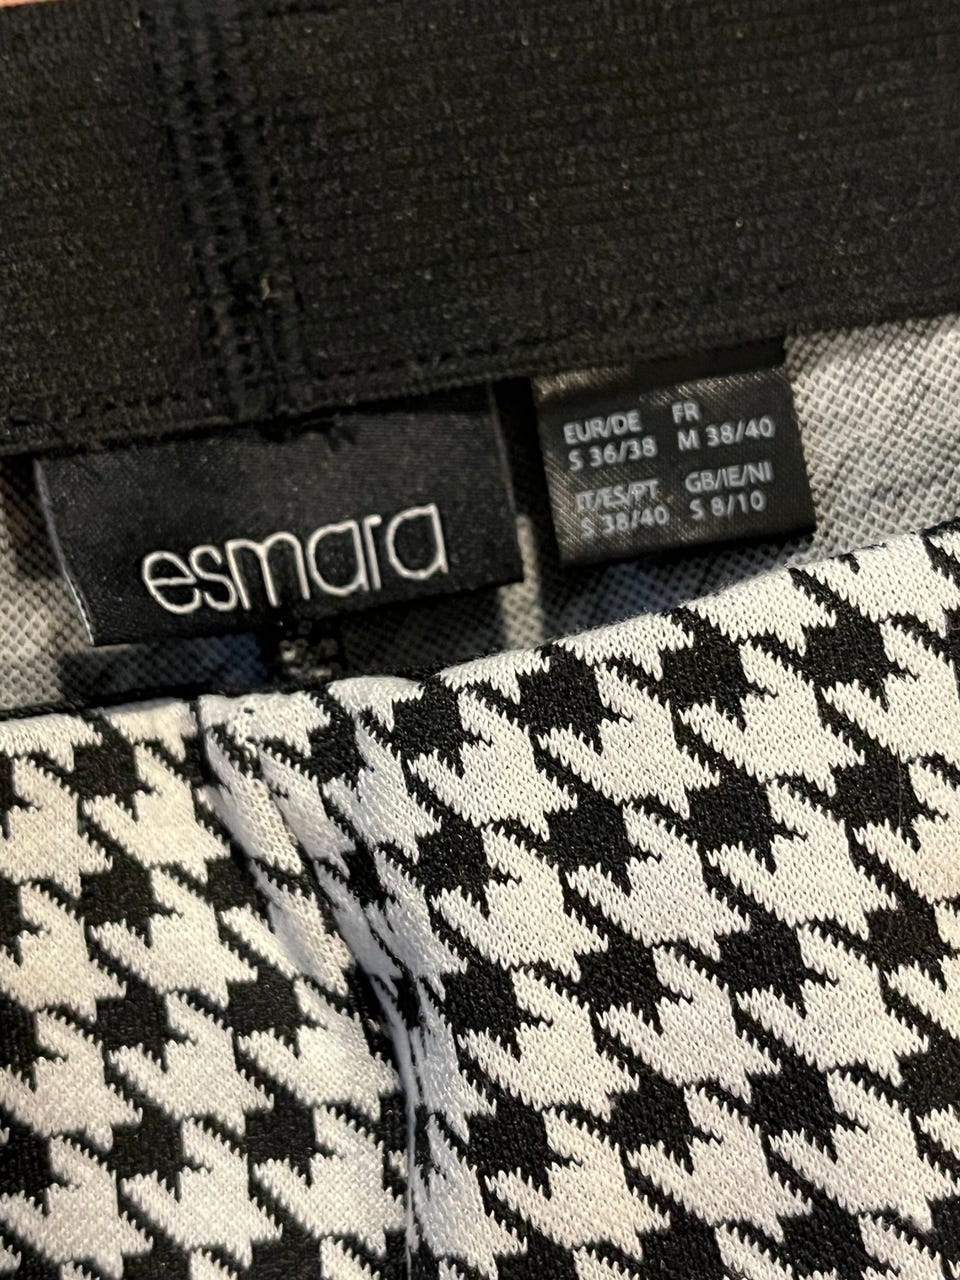 esmara
EUR/DE FR
S 36/38 M 38/40
IT/ES/PT GB/IE/NI
S 38/40 S 8/10